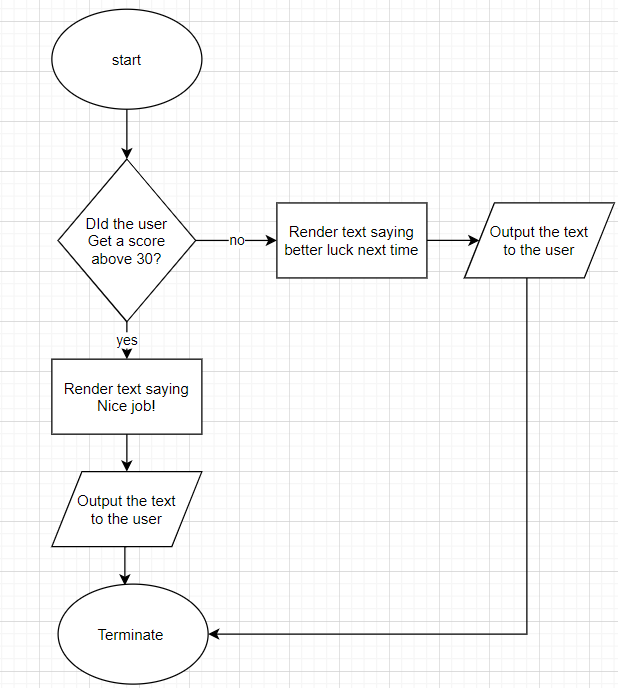 start
DId the user
Get a score
above 30?
no
Render text saying
better luck next time
Output the text
to the user
yes
Render text saying
Nice job!
Output the text
to the user
Terminate